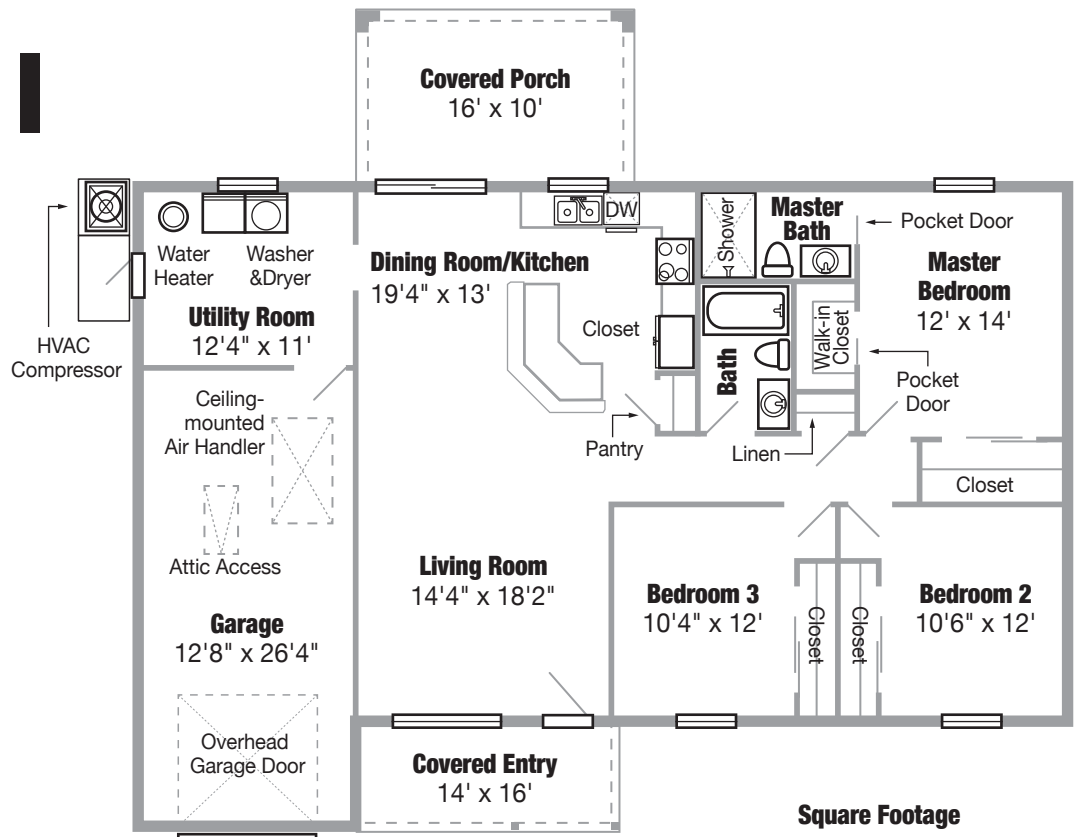 Covered Porch
16' x 10'
Water
Heater
Washer
&Dryer
Utility Room
12'4" x 11'
HVAC
Compressor
Dining Room/Kitchen
19'4" x 13'
DW
Closet
Pantry
Shower
Master
Bath
Pocket Door
Master
Bedroom
12' x 14'
Bath
Walk-in
Closet
Pocket
Door
Linen
Closet
Ceiling-
mounted
Air Handler
Attic Access
Garage
12'8" x 26'4"
Overhead
Garage Door
Living Room
14'4" x 18'2"
Bedroom 3
10'4" x 12'
Closet
Closet
Bedroom 2
10'6" x 12'
Covered Entry
14' x 16'
Square Footage